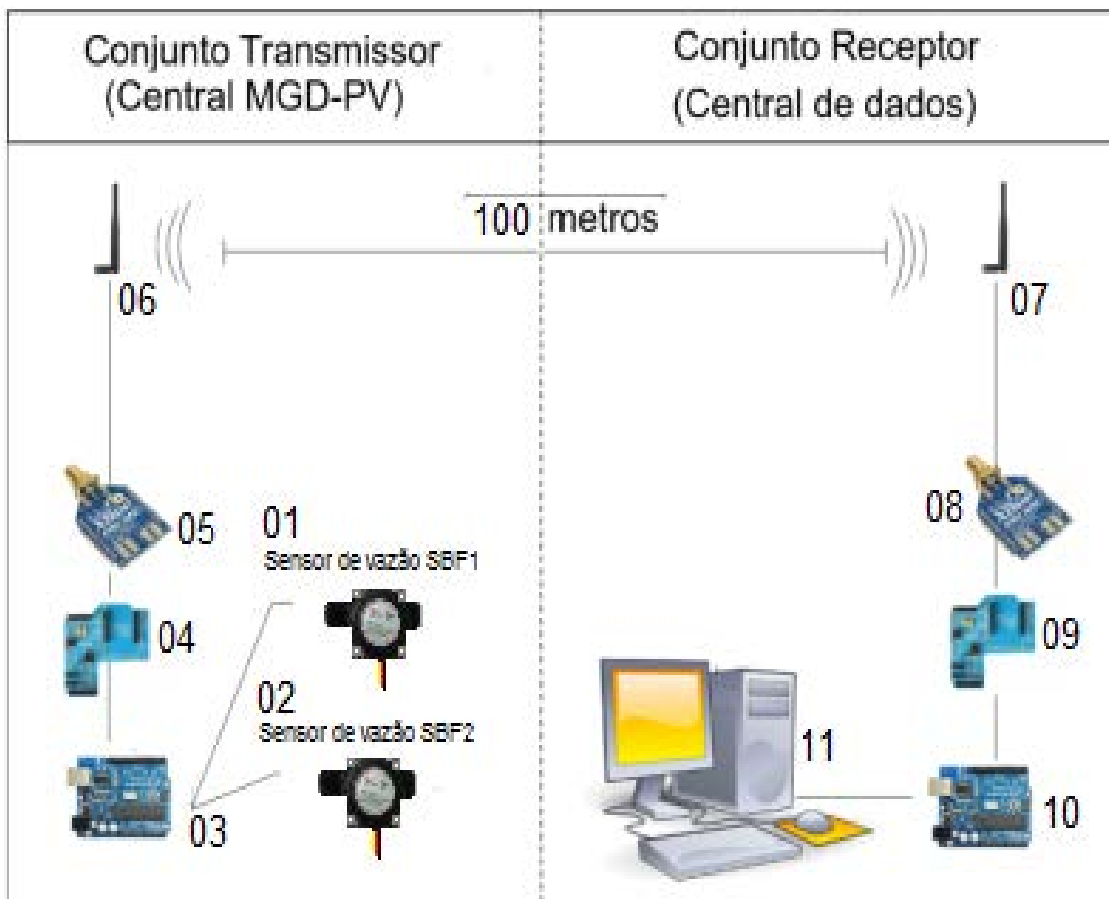 Conjunto Transmissor
(Central MGD-PV)
Conjunto Receptor
(Central de dados)
100 metros
06
07
05
01
Sensor de vazão SBF1
08
04
02
Sensor de vazão SBF2
09
03
11
10